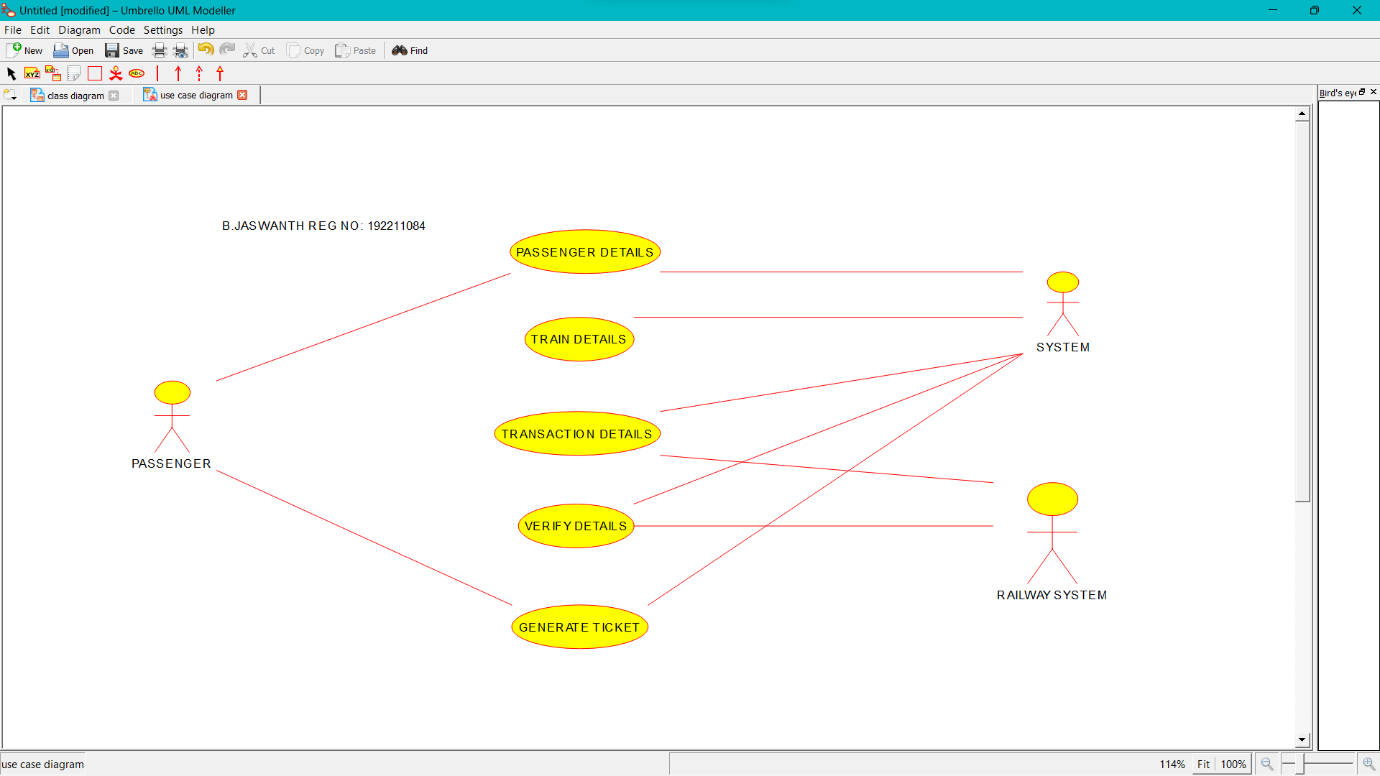 Untitled [modified] – Umbrello UML Modeller
File Edit Diagram Code Settings Help
New Open Save Cut Copy Paste Find
XYZ ABC
class diagram use case diagram Bird's eye
B.JASWANTH REG NO: 192211084
PASSENGER DETAILS
TRAIN DETAILS
SYSTEM
TRANSACTION DETAILS
PASSENGER
VERIFY DETAILS
RAILWAY SYSTEM
GENERATE TICKET
use case diagram 114% Fit 100%